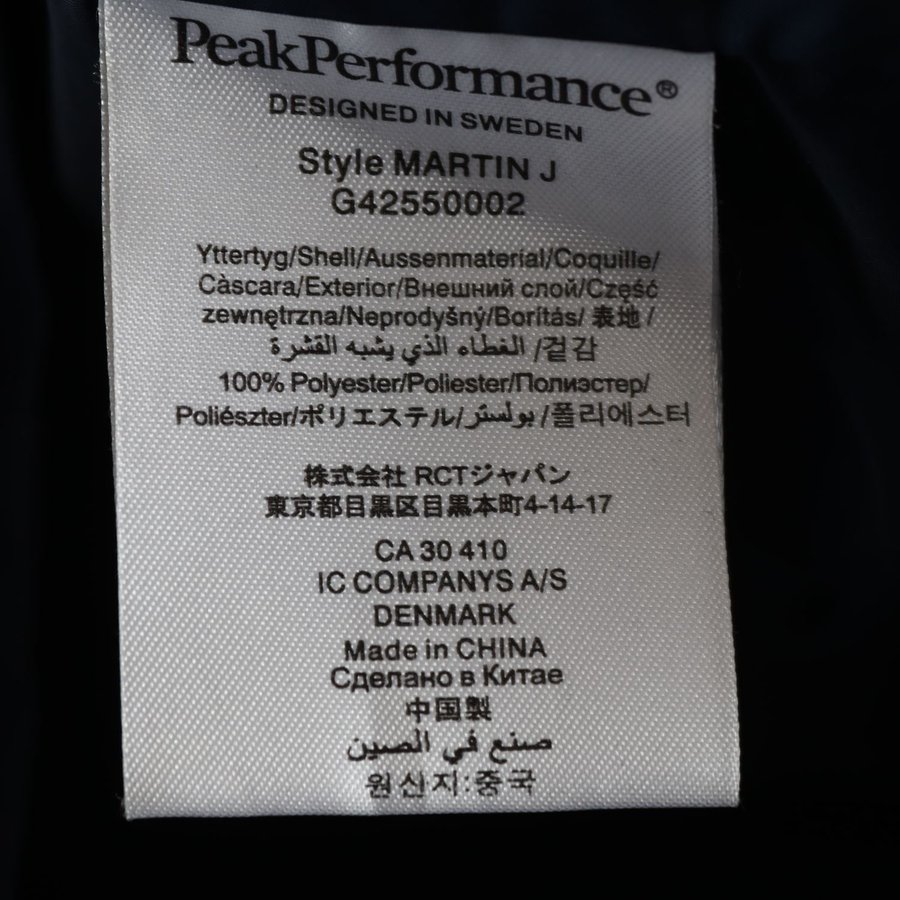 PeakPerformance®
DESIGNED IN SWEDEN
Style MARTIN J
G42550002
Yttertyg/Shell/Aussenmaterial/Coquille/
Càscara/Exterior/Внешний слой/Część
zewnętrzna/Neprodyšný/Borítás/ 表地 /
الغطاء الذي يشبه القشرة /겉감
100% Polyester/Poliester/Полиэстер/
Poliészter/ポリエステル/بولستر/폴리에스터
株式会社 RCTジャパン
東京都目黒区目黒本町4-14-17
CA 30 410
IC COMPANYS A/S
DENMARK
Made in CHINA
Сделано в Китае
中国製
صنع في الصين
원산지:중국